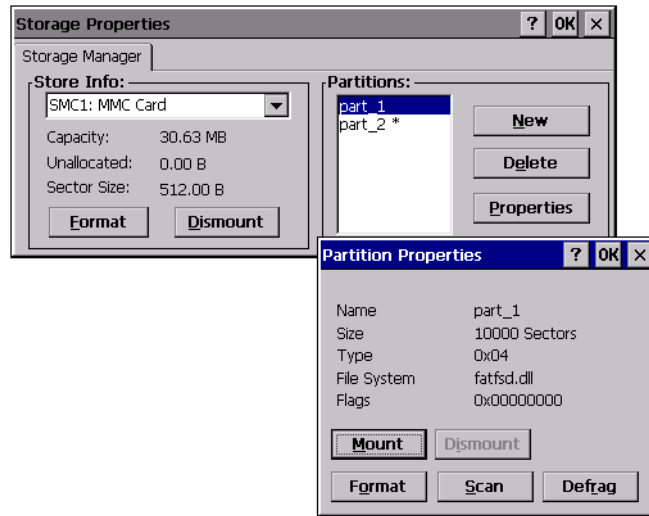 Storage Properties ? OK ×
Storage Manager
Store Info:
SMC1: MMC Card
Capacity: 30.63 MB
Unallocated: 0.00 B
Sector Size: 512.00 B
Format Dismount
Partitions:
part_1
part_2 *
New
Delete
Properties
Partition Properties ? OK ×
Name part_1
Size 10000 Sectors
Type 0x04
File System fatfsd.dll
Flags 0x00000000
Mount Dismount
Format Scan Defrag